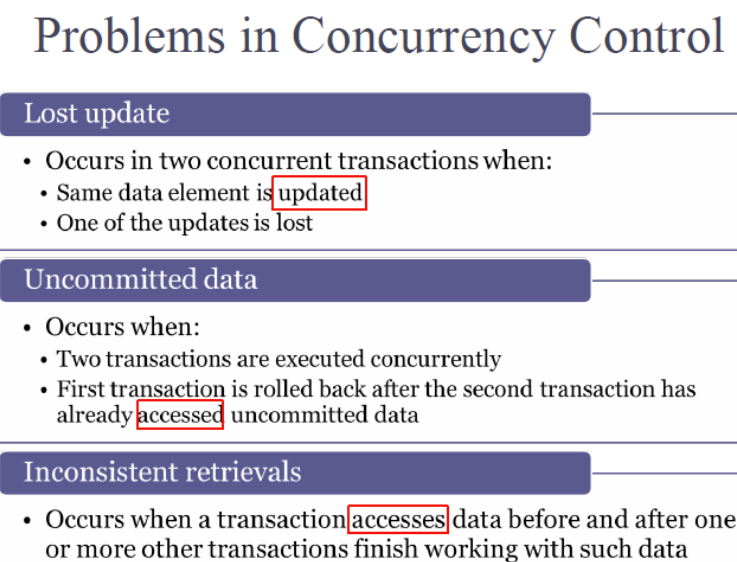 Problems in Concurrency Control
Lost update
• Occurs in two concurrent transactions when:
• Same data element is updated
• One of the updates is lost
Uncommitted data
• Occurs when:
• Two transactions are executed concurrently
• First transaction is rolled back after the second transaction has
already accessed uncommitted data
Inconsistent retrievals
• Occurs when a transaction accesses data before and after one
or more other transactions finish working with such data